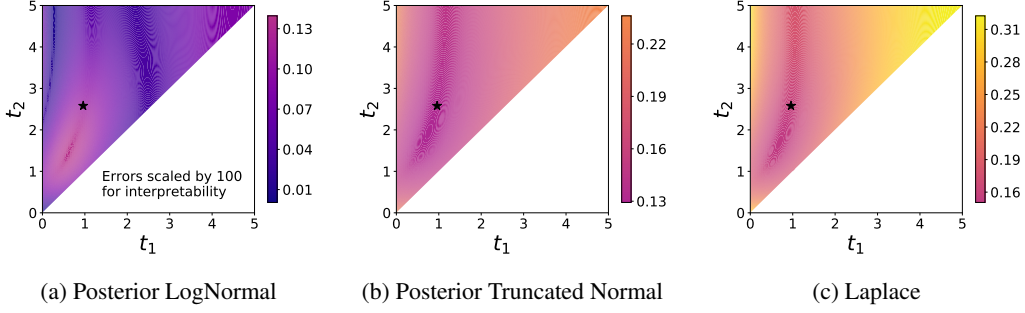 5
4
3
2
1
0
t2
0 1 2 3 4 5
t1
Errors scaled by 100
for interpretability
0.13
0.10
0.07
0.04
0.01
(a) Posterior LogNormal
5
4
3
2
1
0
t2
0 1 2 3 4 5
t1
0.22
0.19
0.16
0.13
(b) Posterior Truncated Normal
5
4
3
2
1
0
t2
0 1 2 3 4 5
t1
0.31
0.28
0.25
0.22
0.19
0.16
(c) Laplace